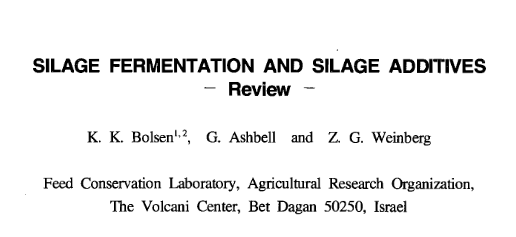 SILAGE FERMENTATION AND SILAGE ADDITIVES
— Review —
K. K. Bolsen1,2, G. Ashbell and Z. G. Weinberg
Feed Conservation Laboratory, Agricultural Research Organization,
The Volcani Center, Bet Dagan 50250, Israel